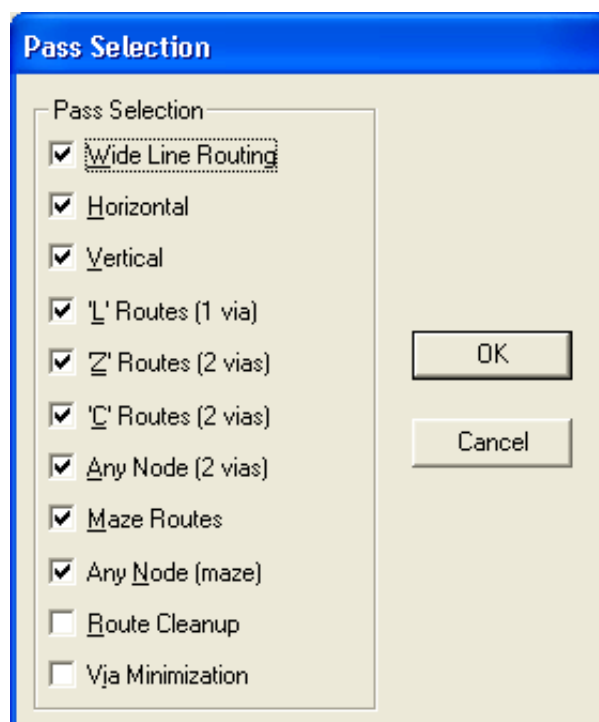 Pass Selection
Pass Selection
Wide Line Routing
Horizontal
Vertical
'L' Routes (1 via)
'Z' Routes (2 vias)
'C' Routes (2 vias)
Any Node (2 vias)
Maze Routes
Any Node (maze)
Route Cleanup
Via Minimization
OK
Cancel